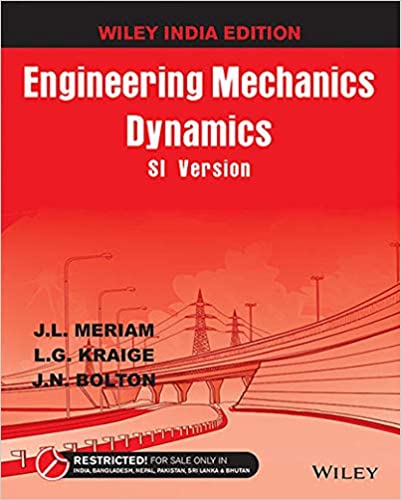 WILEY INDIA EDITION
Engineering Mechanics
Dynamics
SI Version
J.L. MERIAM
L.G. KRAIGE
J.N. BOLTON
RESTRICTED! FOR SALE ONLY IN
INDIA, BANGLADESH, NEPAL, PAKISTAN, SRI LANKA & BHUTAN
WILEY